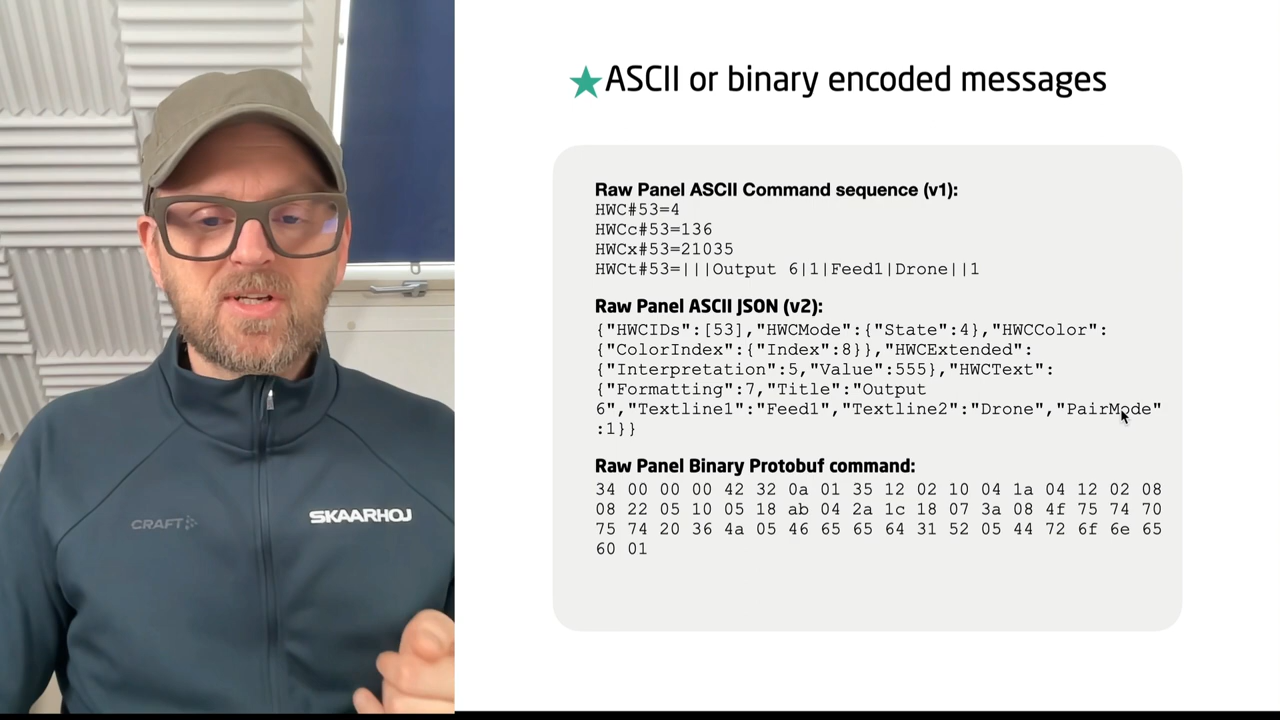 ★ASCII or binary encoded messages
Raw Panel ASCII Command sequence (v1):
HWC#53=4
HWCc#53=136
HWCx#53=21035
HWCt#53=|||Output 6|1|Feed1|Drone||1
Raw Panel ASCII JSON (v2):
{"HWCIDs":[53],"HWCMode":{"State":4},"HWCColor":
{"ColorIndex":{"Index":8}},"HWCExtended":
{"Interpretation":5,"Value":555},"HWCText":
{"Formatting":7,"Title":"Output
6","Textline1":"Feed1","Textline2":"Drone","PairMode"
:1}}
Raw Panel Binary Protobuf command:
34 00 00 00 42 32 0a 01 35 12 02 10 04 1a 04 12 02 08
08 22 05 10 05 18 ab 04 2a 1c 18 07 3a 08 4f 75 74 70
75 74 20 36 4a 05 46 65 65 64 31 52 05 44 72 6f 6e 65
60 01
CRAFT
SKAARHOJ